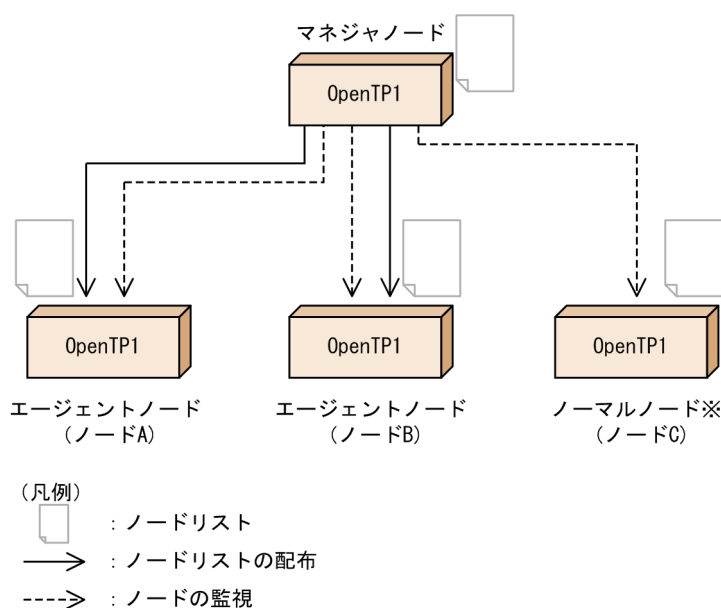 マネジャノード
OpenTP1
OpenTP1
OpenTP1
OpenTP1
エージェントノード
(ノードA)
エージェントノード
(ノードB)
ノーマルノード※
(ノードC)
(凡例)
：ノードリスト
：ノードリストの配布
：ノードの監視